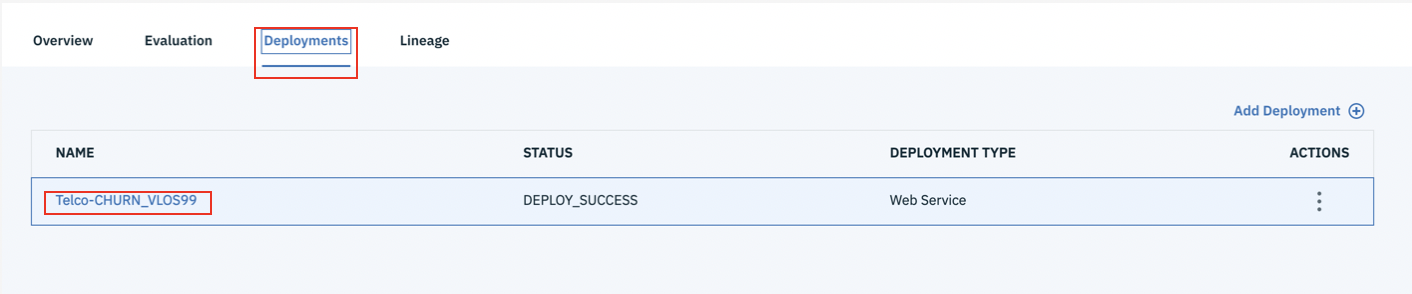 Overview Evaluation Deployments Lineage
Add Deployment
NAME STATUS DEPLOYMENT TYPE ACTIONS
Telco-CHURN_VLOS99 DEPLOY_SUCCESS Web Service